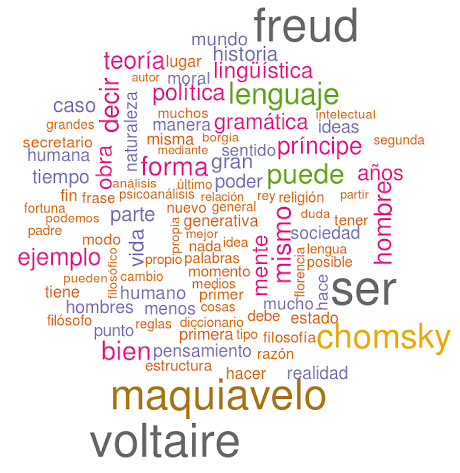 freud
mundo
historia
teoría lugar
lingüística
autor moral
decir política lenguaje
caso naturaleza muchos intelectual
grandes manera gramática ideas
secretario misma borgia príncipe segunda
humana mediante gran sentido
obra forma puede años
tiempo análisis último poder
fin frase psicoanálisis relación rey religión partir hombre
fortuna parte nuevo general mismo duda
podemos propia generativa tener
padre vida mejor sociedad
modo nada idea mente lengua
ejemplo filosófico propio palabras florencia posible
pueden cambio momento hace ser
tiene humano medios primer mucho
hombres menos cosas debe estado
filósofo reglas diccionario
punto primera tipo filosofía chomsky
bien pensamiento razón
estructura hacer realidad
maquiavelo
voltaire